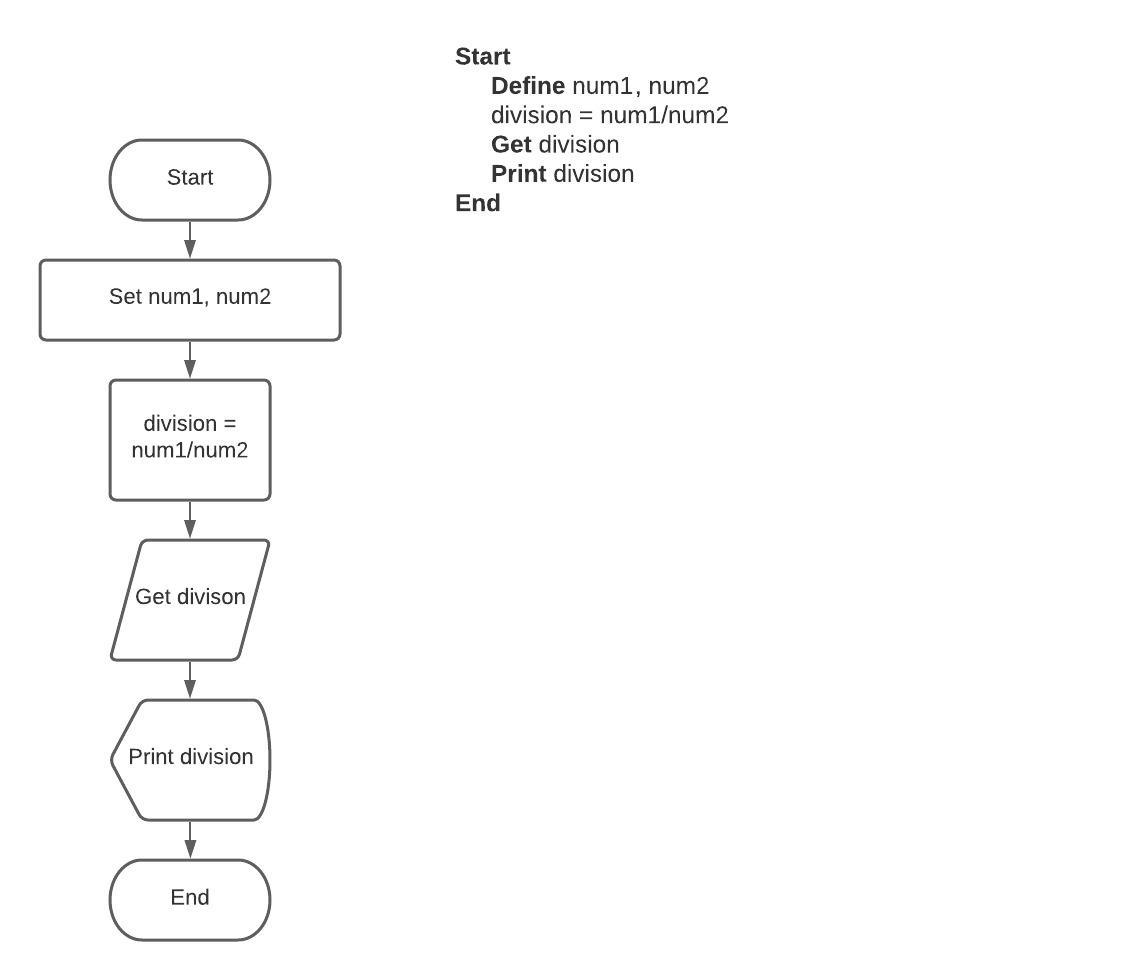 Start
Define num1, num2
division = num1/num2
Get division
Print division
End
Start
Set num1, num2
division =
num1/num2
Get divison
Print division
End